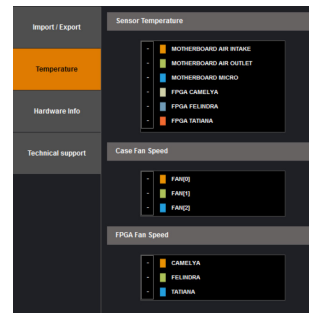 Import / Export
Temperature
Hardware Info
Technical support
Sensor Temperature
- MOTHERBOARD AIR INTAKE
- MOTHERBOARD AIR OUTLET
- MOTHERBOARD MICRO
- FPGA CAMELYA
- FPGA FELINDRA
- FPGA TATIANA
Case Fan Speed
- FAN[0]
- FAN[1]
- FAN[2]
FPGA Fan Speed
- CAMELYA
- FELINDRA
- TATIANA